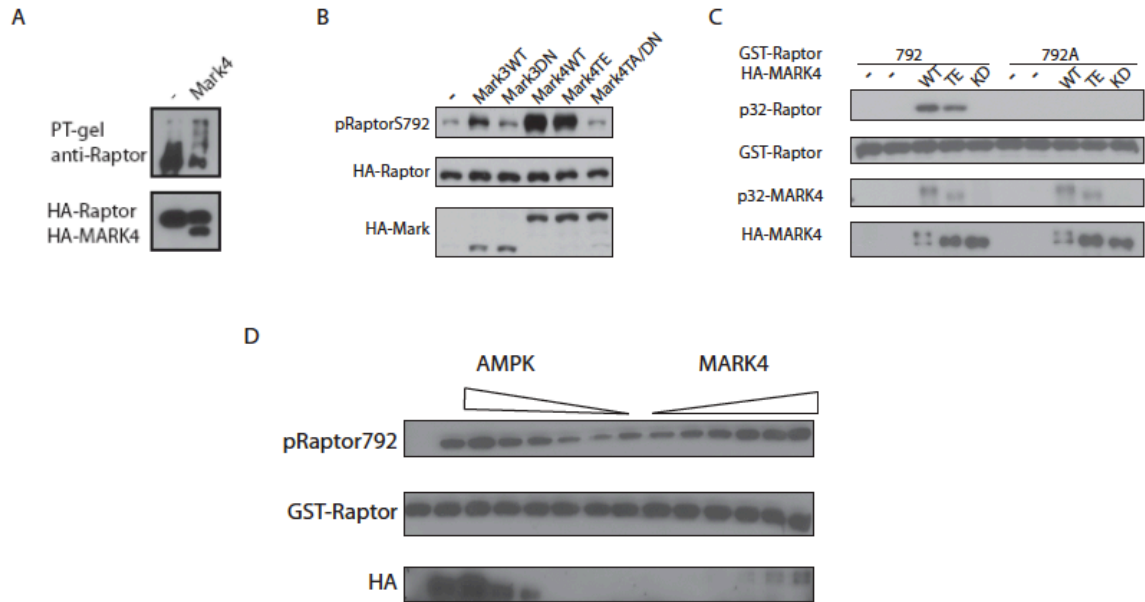 A
- Mark4
PT-gel
anti-Raptor
HA-Raptor
HA-MARK4
B
- Mark3WT Mark3DN Mark4WT Mark4TE Mark4TA/DN
pRaptorS792
HA-Raptor
HA-Mark
C
GST-Raptor 792 792A
HA-MARK4 - - WT TE KD - - WT TE KD
p32-Raptor
GST-Raptor
p32-MARK4
HA-MARK4
D
AMPK MARK4
pRaptor792
GST-Raptor
HA